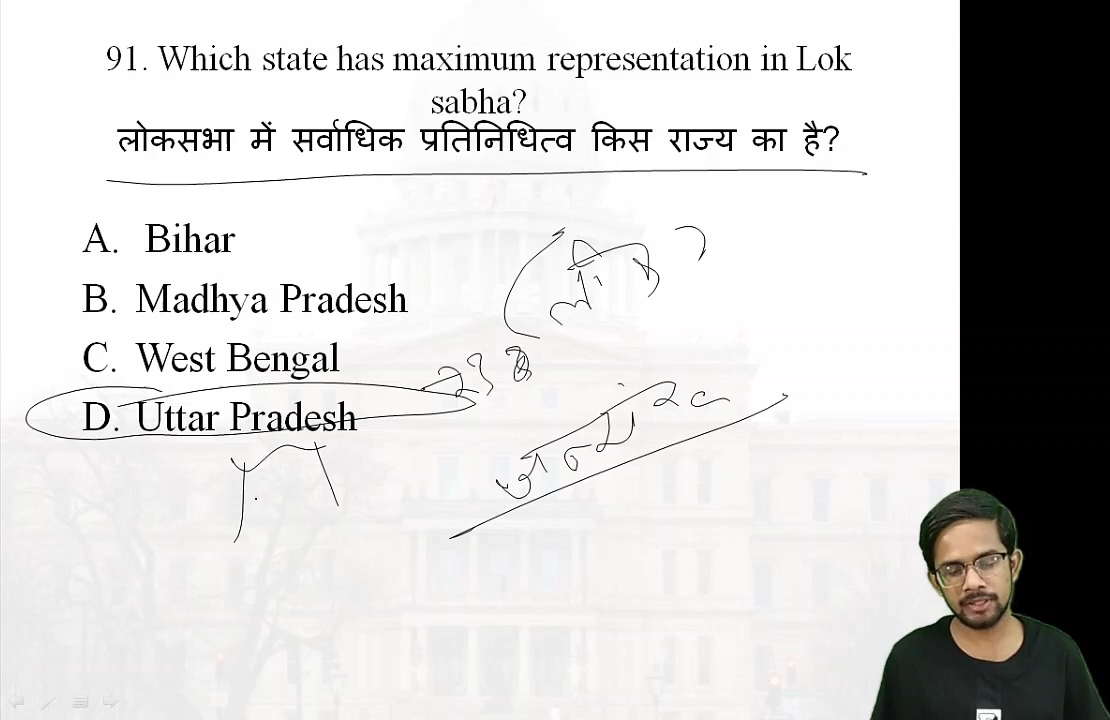 91. Which state has maximum representation in Lok
sabha?
लोकसभा में सर्वाधिक प्रतिनिधित्व किस राज्य का है?
A. Bihar
B. Madhya Pradesh
C. West Bengal
D. Uttar Pradesh